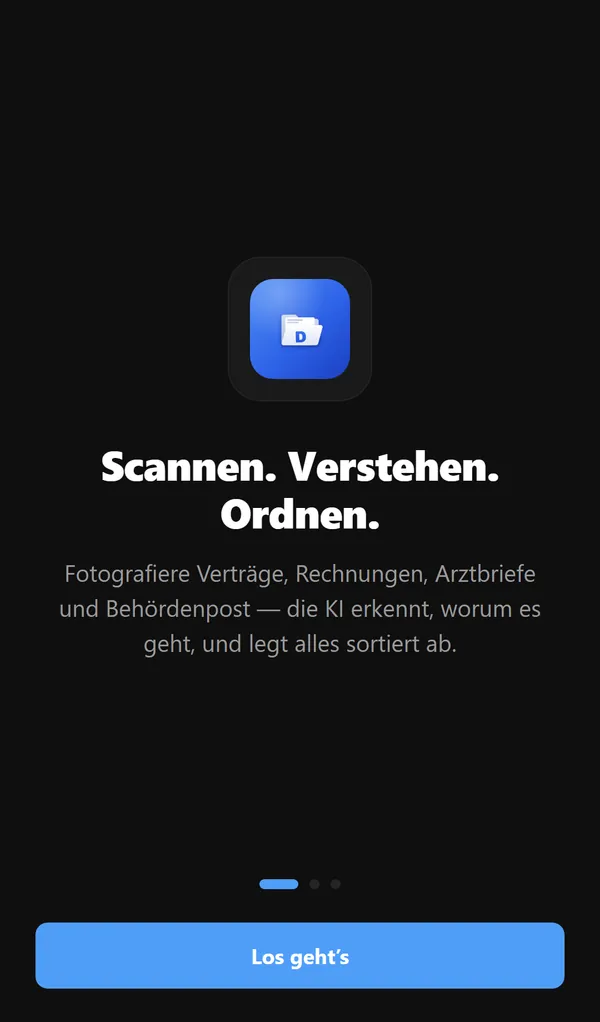 D
Scannen. Verstehen.
Ordnen.
Fotografiere Verträge, Rechnungen, Arztbriefe
und Behördenpost — die KI erkennt, worum es
geht, und legt alles sortiert ab.
Los geht’s